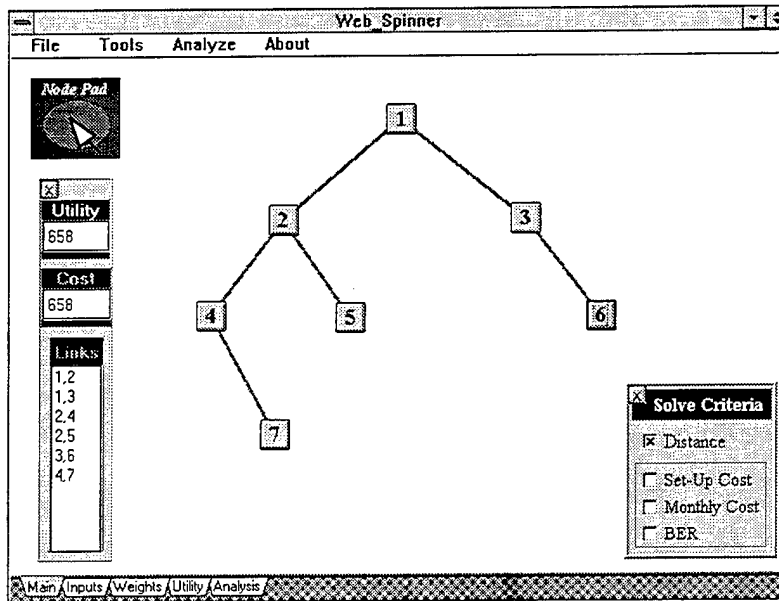 Web_Spinner
File Tools Analyze About
Node Pad
1
2
3
4
5
6
7
x
Utility
658
Cost
658
Links
1,2
1,3
2,4
2,5
3,6
4,7
x
Solve Criteria
Distance
Set-Up Cost
Monthly Cost
BER
Main Inputs Weights Utility Analysis